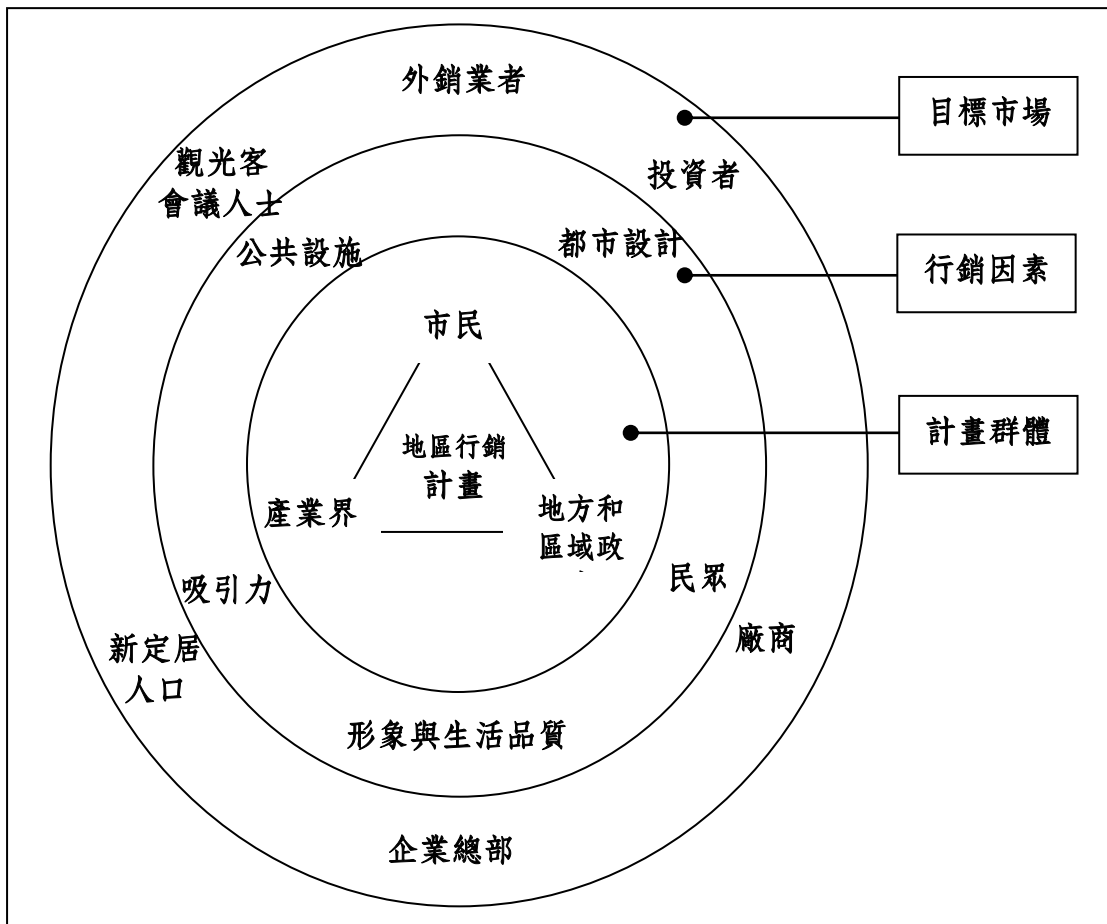 外銷業者
目標市場
觀光客
會議人士
投資者
公共設施
都市設計
行銷因素
市民
地區行銷
計畫
計畫群體
產業界
地方和
區域政
吸引力
民眾
新定居
人口
廠商
形象與生活品質
企業總部